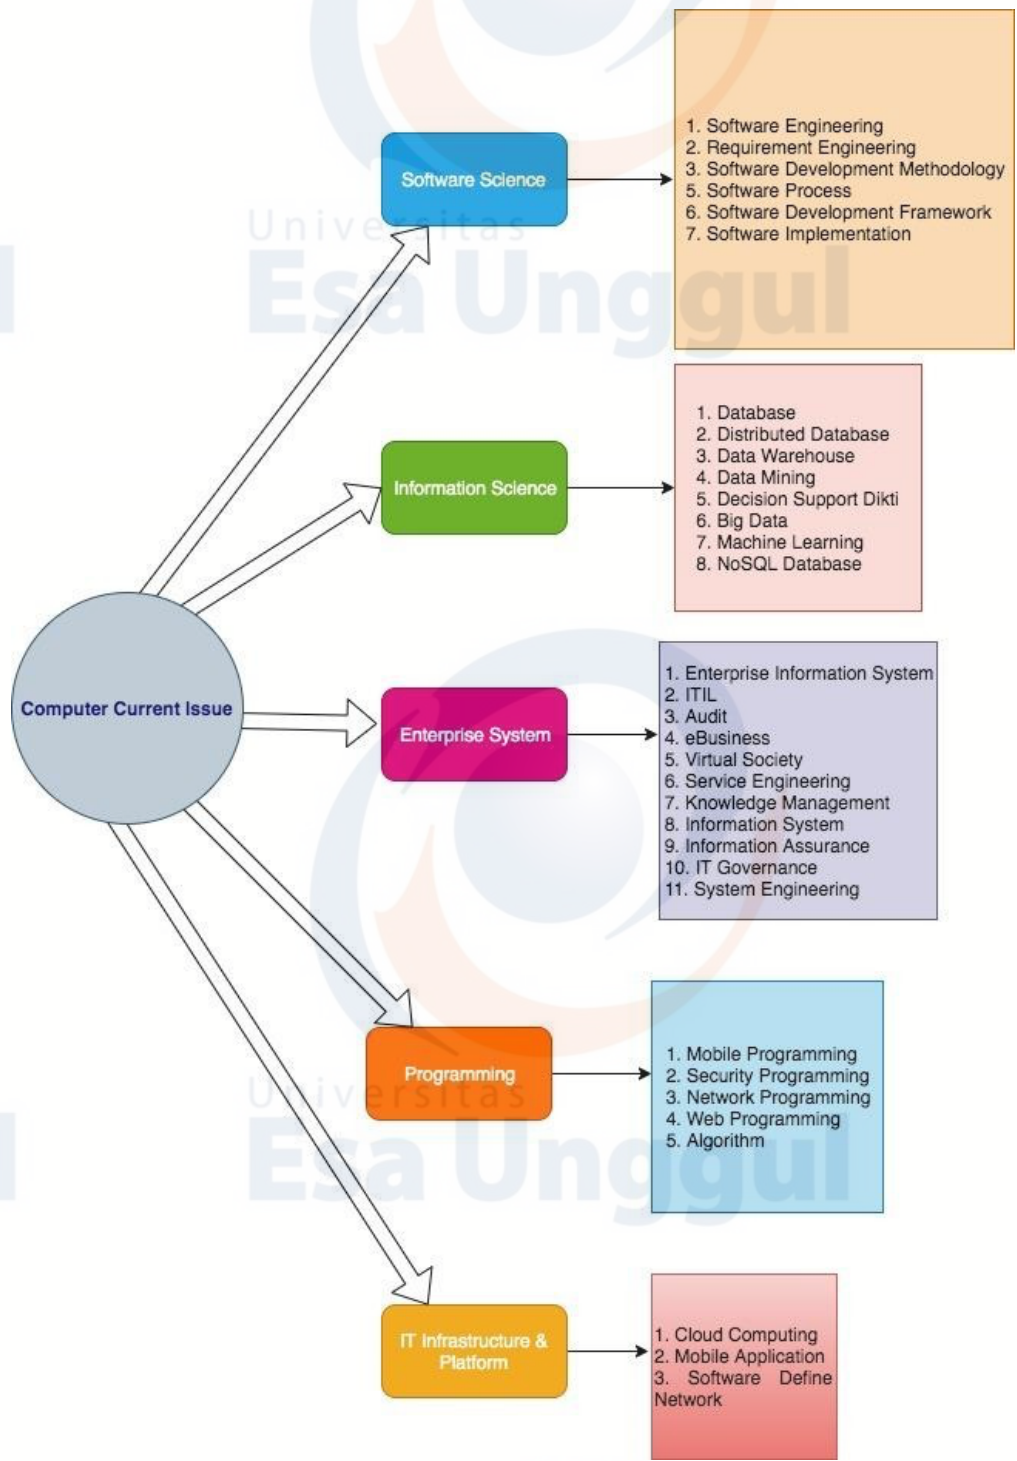 1. Software Engineering
2. Requirement Engineering
3. Software Development Methodology
5. Software Process
6. Software Development Framework
7. Software Implementation
Software Science
Universitas
Esa Unggul
1. Database
2. Distributed Database
3. Data Warehouse
4. Data Mining
5. Decision Support Dikti
6. Big Data
7. Machine Learning
8. NoSQL Database
Information Science
Computer Current Issue
1. Enterprise Information System
2. ITIL
3. Audit
4. eBusiness
5. Virtual Society
6. Service Engineering
7. Knowledge Management
8. Information System
9. Information Assurance
10. IT Governance
11. System Engineering
Enterprise System
1. Mobile Programming
2. Security Programming
3. Network Programming
4. Web Programming
5. Algorithm
Programming
Universitas
Esa Unggul
IT Infrastructure &
Platform
1. Cloud Computing
2. Mobile Application
3. Software Define
Network